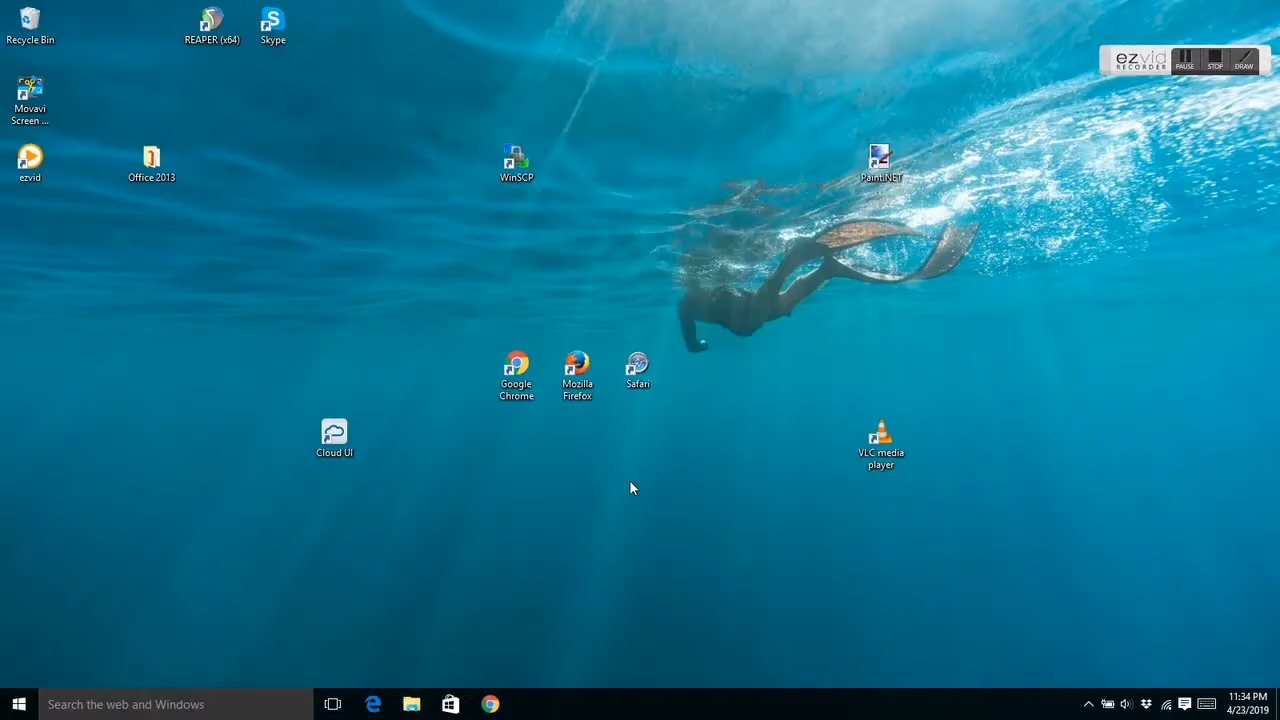 Recycle Bin
REAPER (x64)
Skype
ezvid
RECORDER
PAUSE
STOP
DRAW
Movavi
Screen ...
ezvid
Office 2013
WinSCP
Paint.NET
Google
Chrome
Mozilla
Firefox
Safari
Cloud UI
VLC media
player
Search the web and Windows
11:34 PM
4/23/2019